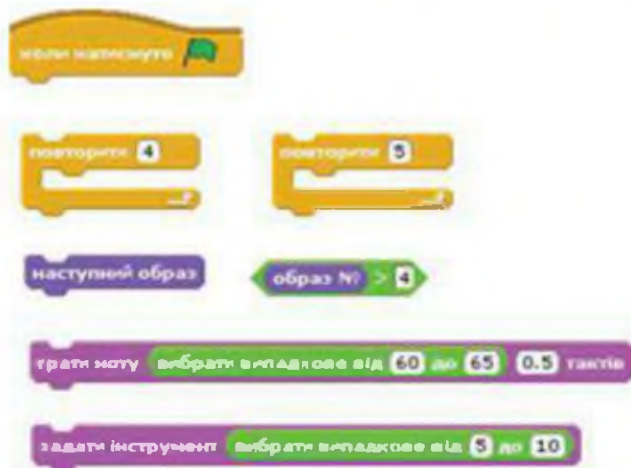 коли натиснуто
повторити 4
повторити 5
наступний образ
образ № > 4
грати ноту вибрати випадкове від 60 до 65 0.5 тактів
задати інструмент вибрати випадкове від 5 до 10